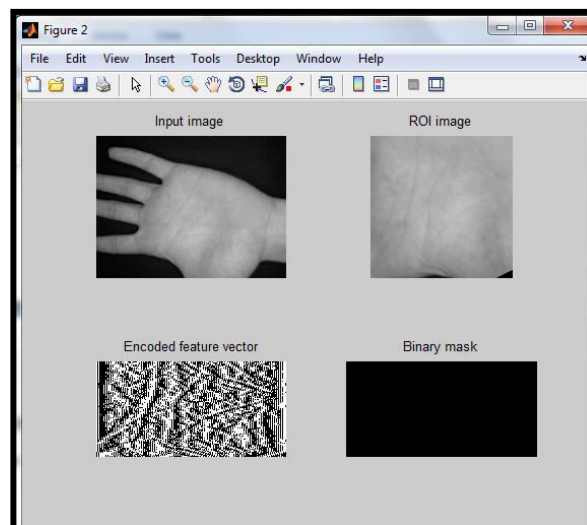 Figure 2
File Edit View Insert Tools Desktop Window Help
Input image ROI image
Encoded feature vector Binary mask